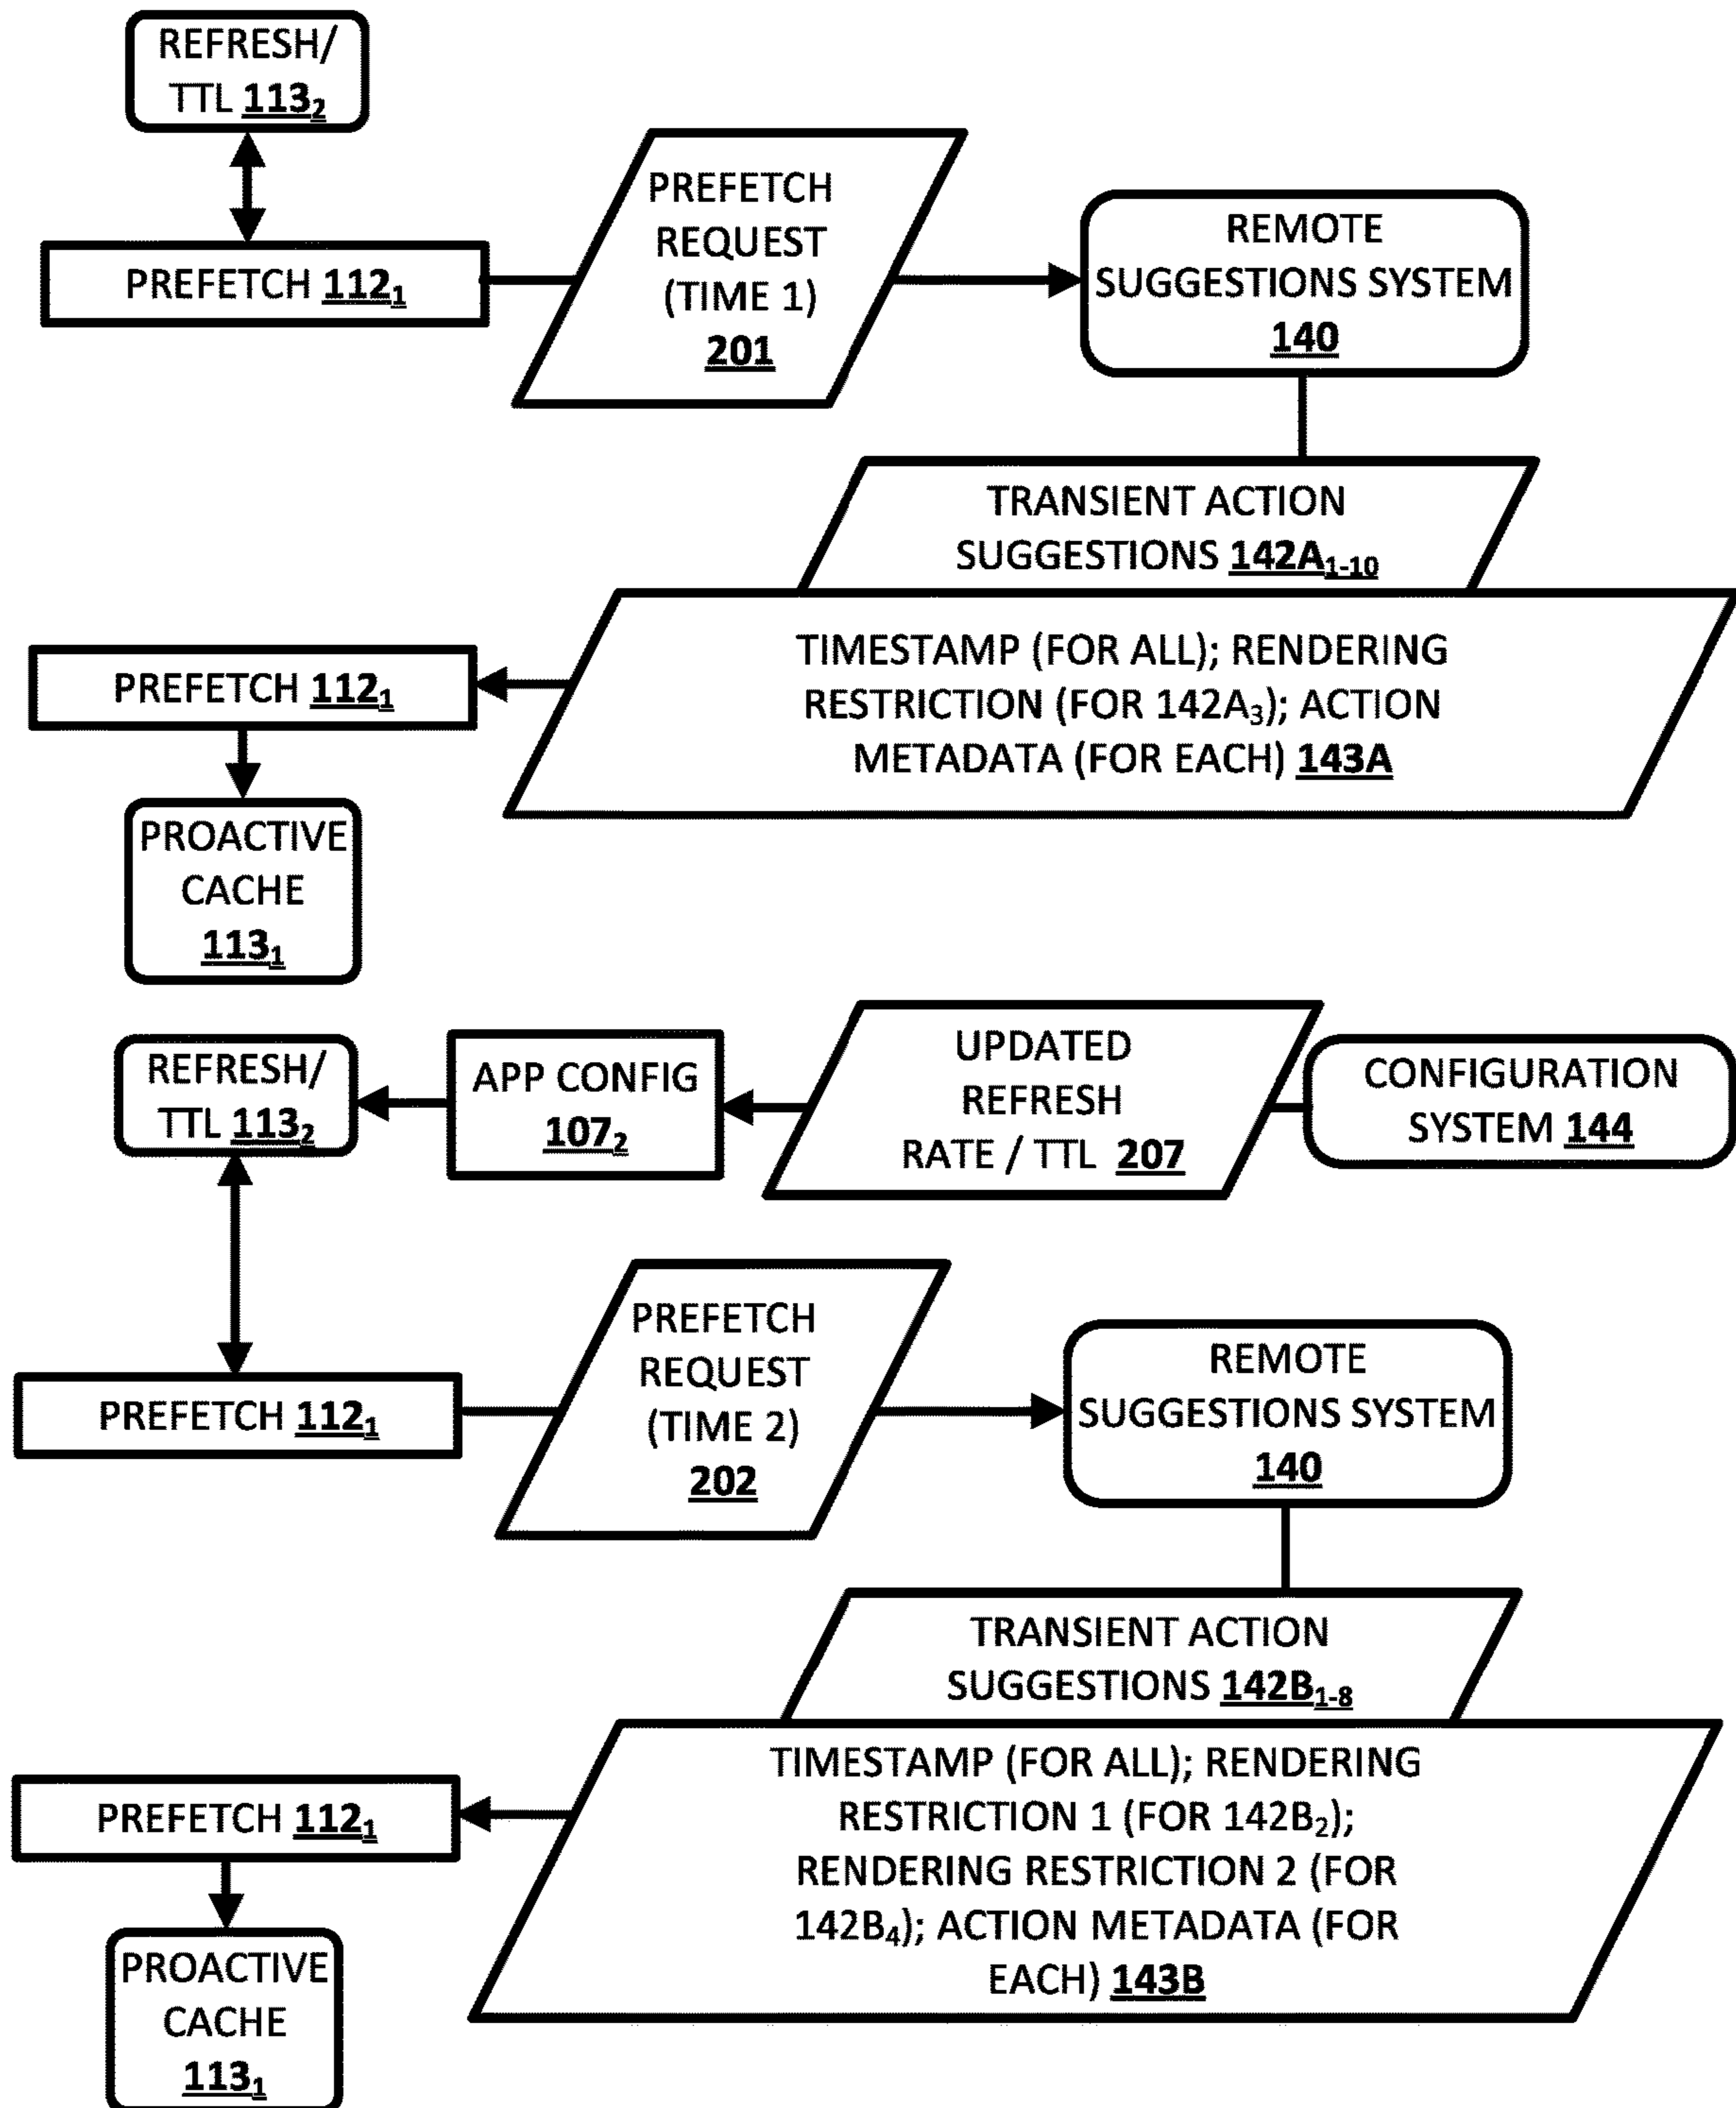 REFRESH/
TTL 113₂
PREFETCH 112₁
PREFETCH
REQUEST
(TIME 1)
201
REMOTE
SUGGESTIONS SYSTEM
140
TRANSIENT ACTION
SUGGESTIONS 142A₁₋₁₀
TIMESTAMP (FOR ALL); RENDERING
RESTRICTION (FOR 142A₃); ACTION
METADATA (FOR EACH) 143A
PREFETCH 112₁
PROACTIVE
CACHE
113₁
REFRESH/
TTL 113₂
APP CONFIG
107₂
UPDATED
REFRESH
RATE / TTL 207
CONFIGURATION
SYSTEM 144
PREFETCH 112₁
PREFETCH
REQUEST
(TIME 2)
202
REMOTE
SUGGESTIONS SYSTEM
140
TRANSIENT ACTION
SUGGESTIONS 142B₁₋₈
TIMESTAMP (FOR ALL); RENDERING
RESTRICTION 1 (FOR 142B₂);
RENDERING RESTRICTION 2 (FOR
142B₄); ACTION METADATA (FOR
EACH) 143B
PREFETCH 112₁
PROACTIVE
CACHE
113₁